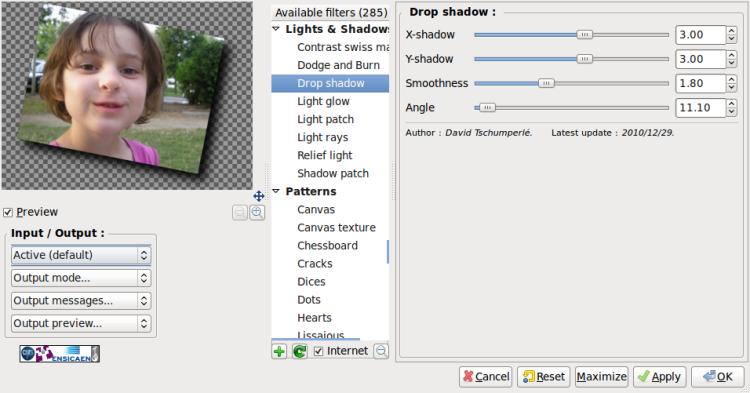 Preview
Input / Output :
Active (default)
Output mode...
Output messages...
Output preview...
ENSICAEN
Available filters (285)
Lights & Shadows
Contrast swiss ma
Dodge and Burn
Drop shadow
Light glow
Light patch
Light rays
Relief light
Shadow patch
Patterns
Canvas
Canvas texture
Chessboard
Cracks
Dices
Dots
Hearts
Lissajous
Internet
Drop shadow :
X-shadow 3.00
Y-shadow 3.00
Smoothness 1.80
Angle 11.10
Author : David Tschumperlé. Latest update : 2010/12/29.
Cancel Reset Maximize Apply OK